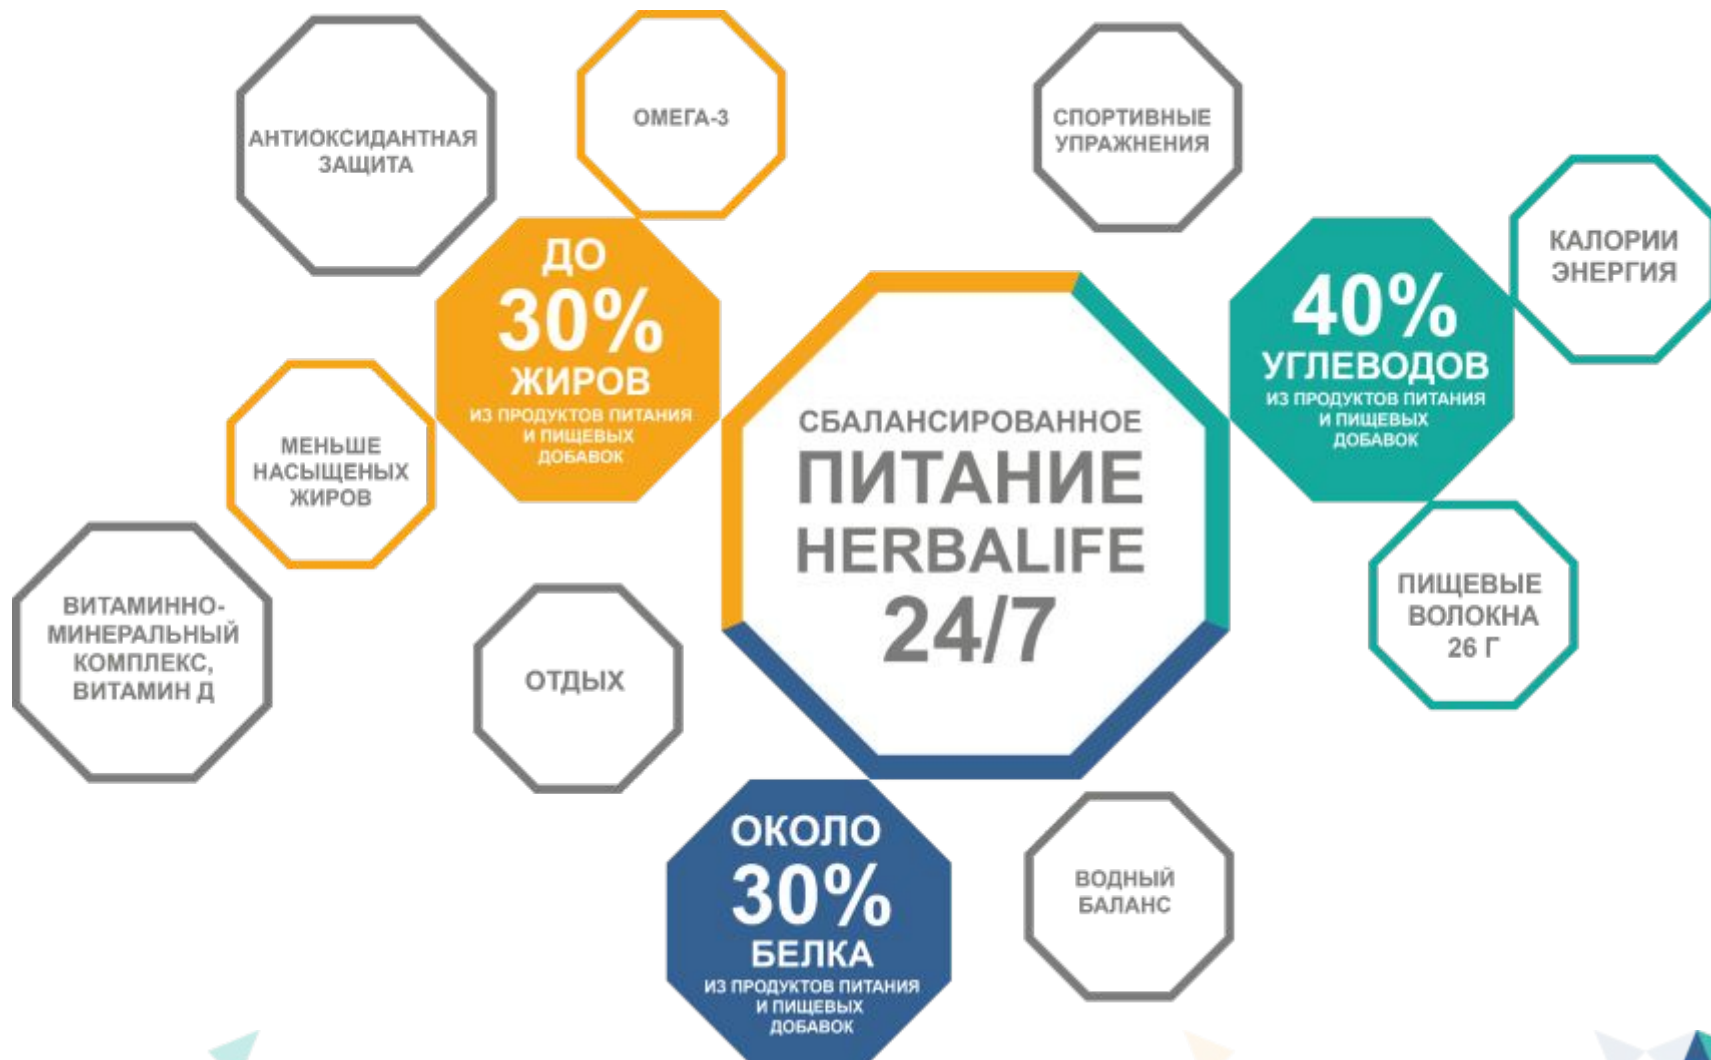 АНТИОКСИДАНТНАЯ
ЗАЩИТА
ОМЕГА-3
СПОРТИВНЫЕ
УПРАЖНЕНИЯ
КАЛОРИИ
ЭНЕРГИЯ
ДО
30%
ЖИРОВ
ИЗ ПРОДУКТОВ ПИТАНИЯ
И ПИЩЕВЫХ
ДОБАВОК
40%
УГЛЕВОДОВ
ИЗ ПРОДУКТОВ ПИТАНИЯ
И ПИЩЕВЫХ
ДОБАВОК
МЕНЬШЕ
НАСЫЩЕНЫХ
ЖИРОВ
СБАЛАНСИРОВАННОЕ
ПИТАНИЕ
HERBALIFE
24/7
ВИТАМИННО-
МИНЕРАЛЬНЫЙ
КОМПЛЕКС,
ВИТАМИН Д
ОТДЫХ
ПИЩЕВЫЕ
ВОЛОКНА
26 Г
ОКОЛО
30%
БЕЛКА
ИЗ ПРОДУКТОВ ПИТАНИЯ
И ПИЩЕВЫХ
ДОБАВОК
ВОДНЫЙ
БАЛАНС